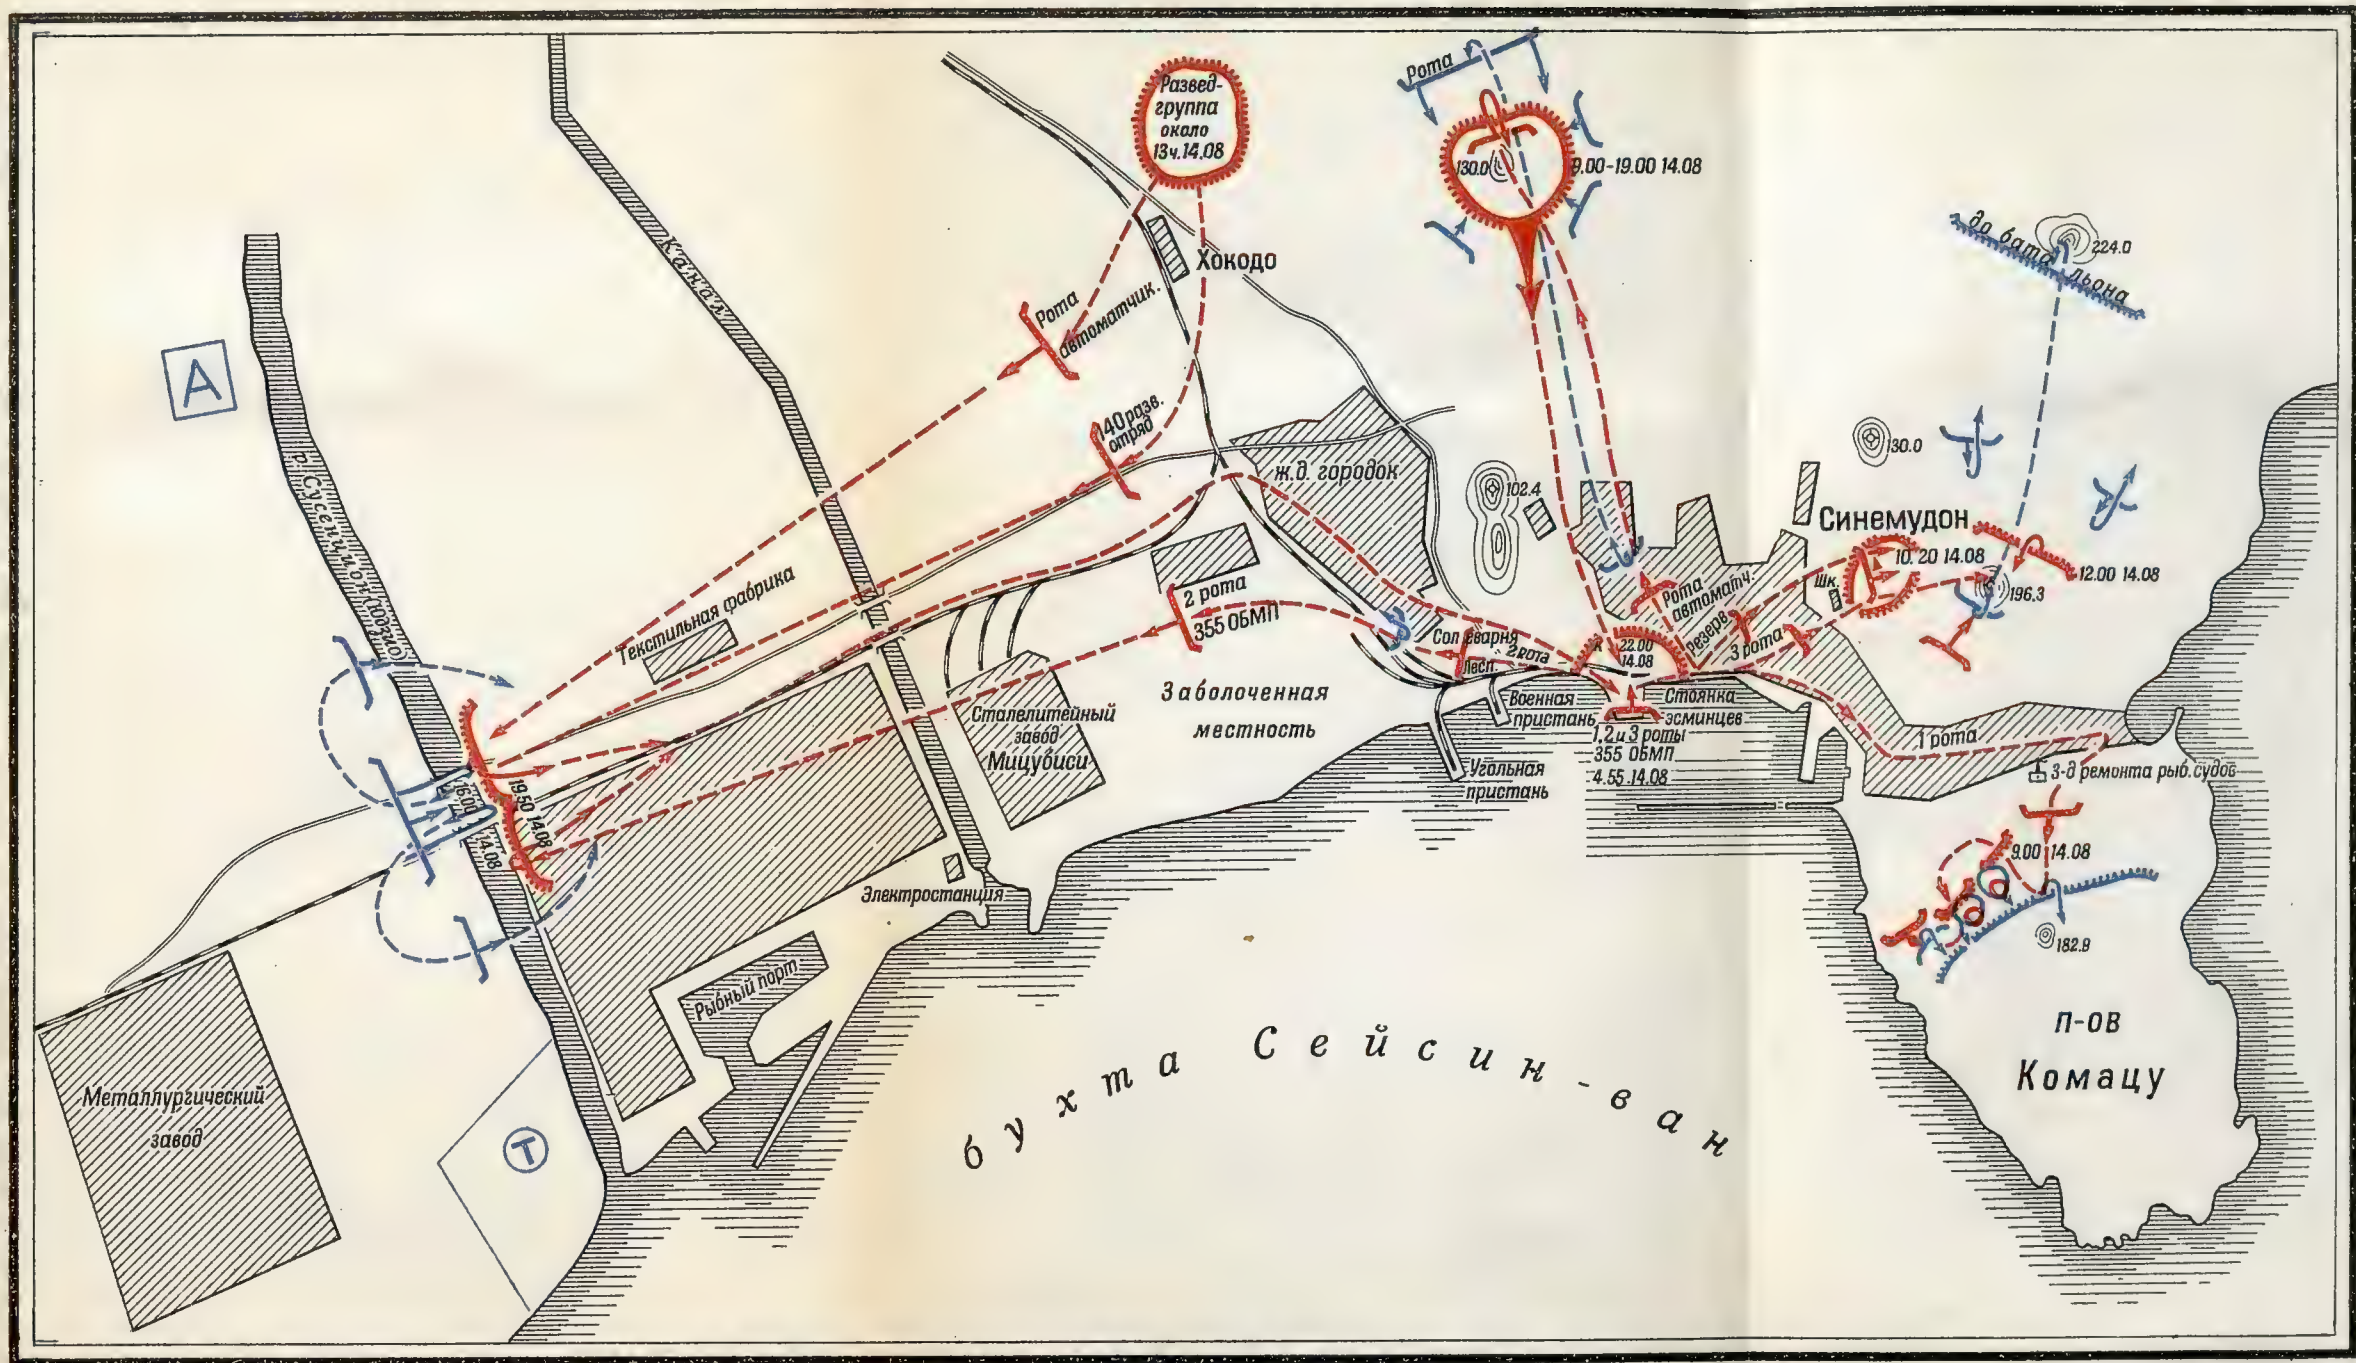 Развед-
группа
около
13ч.14.08
Рота
130.0
9.00-19.00 14.08
до батальона
224.0
Канал
Хокодо
Рота
автоматчик.
А
140 разв.
отряд
ж.д. городок
102.4
130.0
Синемудон
10.20 14.08
12.00 14.08
196.3
Шк.
Рота
автоматч.
Резерв
3 рота
2 рота
355 ОБМП
Текстильная фабрика
Солеварня
2 рота
Лесп.
22.00
14.08
Заболоченная
местность
Сталелитейный
завод
Мицубиси
Военная
пристань
Стоянка
эсминцев
1,2 и 3 роты
355 ОБМП
4.55 14.08
Угольная
пристань
1 рота
З-д ремонта рыб. судов
16.00
14.08
19.50 14.08
9.00 14.08
182.9
Электростанция
Рыбный порт
п-ов
Комацу
бухта Сейсин-ван
Металлургический
завод
Т